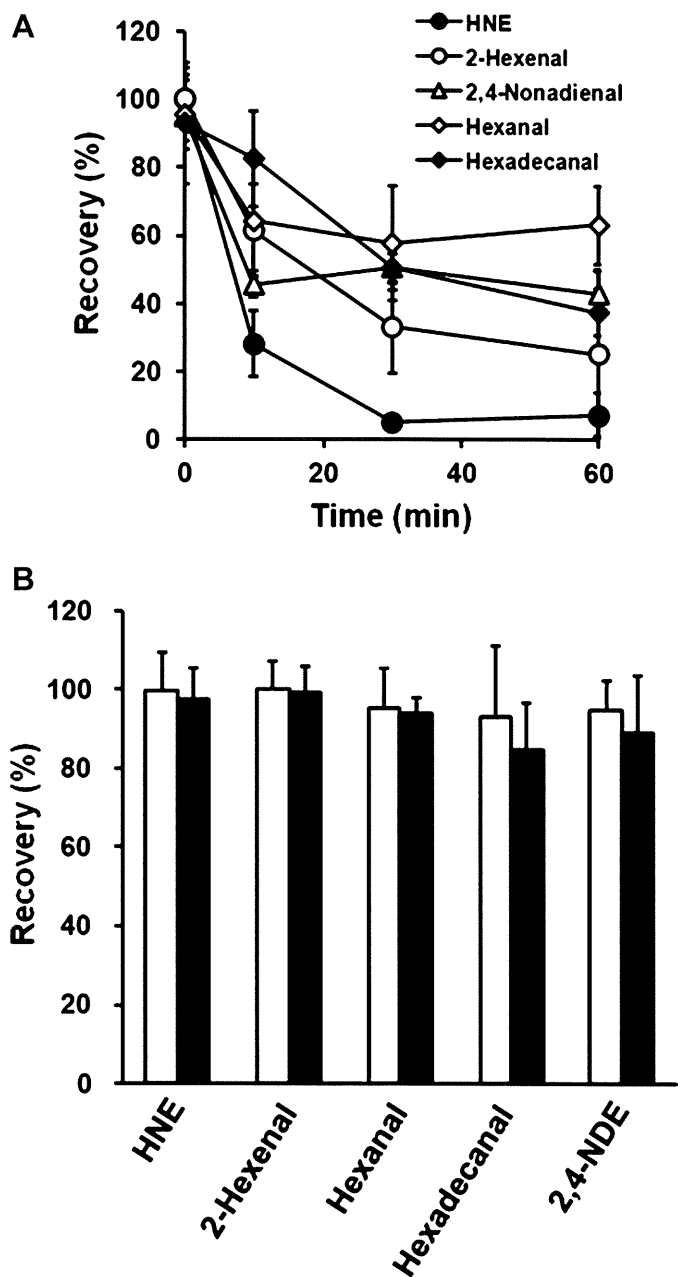 A
120
100
80
60
40
20
0
Recovery (%)
HNE
2-Hexenal
2,4-Nonadienal
Hexanal
Hexadecanal
0 20 40 60
Time (min)
B
120
100
80
60
40
20
0
Recovery (%)
HNE
2-Hexenal
Hexanal
Hexadecanal
2,4-NDE